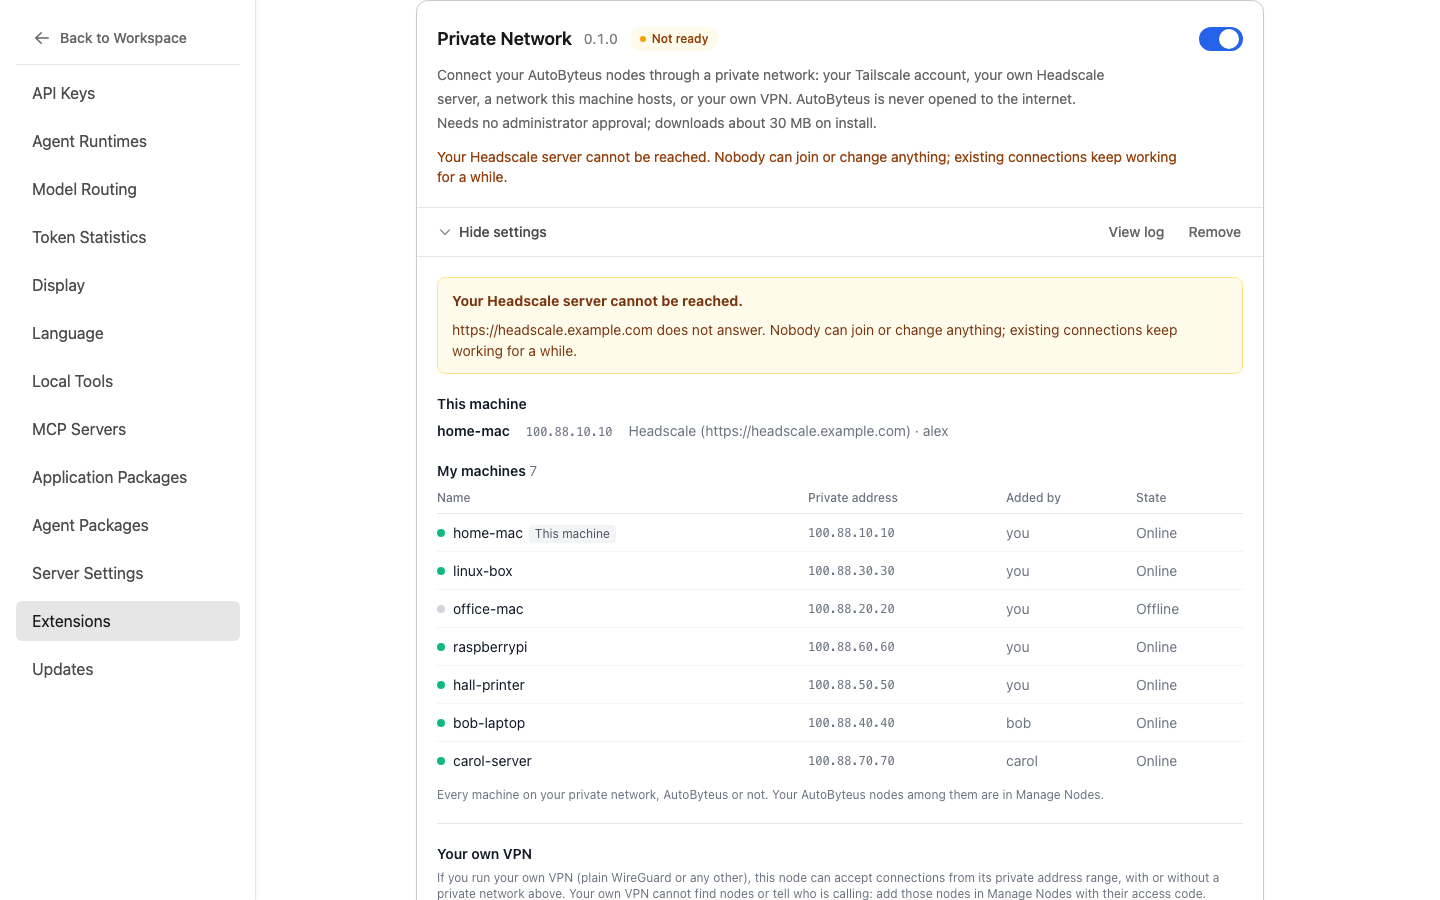 Back to Workspace
API Keys
Agent Runtimes
Model Routing
Token Statistics
Display
Language
Local Tools
MCP Servers
Application Packages
Agent Packages
Server Settings
Extensions
Updates
Private Network 0.1.0 Not ready
Connect your AutoByteus nodes through a private network: your Tailscale account, your own Headscale
server, a network this machine hosts, or your own VPN. AutoByteus is never opened to the internet.
Needs no administrator approval; downloads about 30 MB on install.
Your Headscale server cannot be reached. Nobody can join or change anything; existing connections keep working
for a while.
Hide settings View log Remove
Your Headscale server cannot be reached.
https://headscale.example.com does not answer. Nobody can join or change anything; existing connections keep
working for a while.
This machine
home-mac 100.88.10.10 Headscale (https://headscale.example.com) · alex
My machines 7
Name Private address Added by State
home-mac This machine 100.88.10.10 you Online
linux-box 100.88.30.30 you Online
office-mac 100.88.20.20 you Offline
raspberrypi 100.88.60.60 you Online
hall-printer 100.88.50.50 you Online
bob-laptop 100.88.40.40 bob Online
carol-server 100.88.70.70 carol Online
Every machine on your private network, AutoByteus or not. Your AutoByteus nodes among them are in Manage Nodes.
Your own VPN
If you run your own VPN (plain WireGuard or any other), this node can accept connections from its private address range, with or without a
private network above. Your own VPN cannot find nodes or tell who is calling: add those nodes in Manage Nodes with their access code.